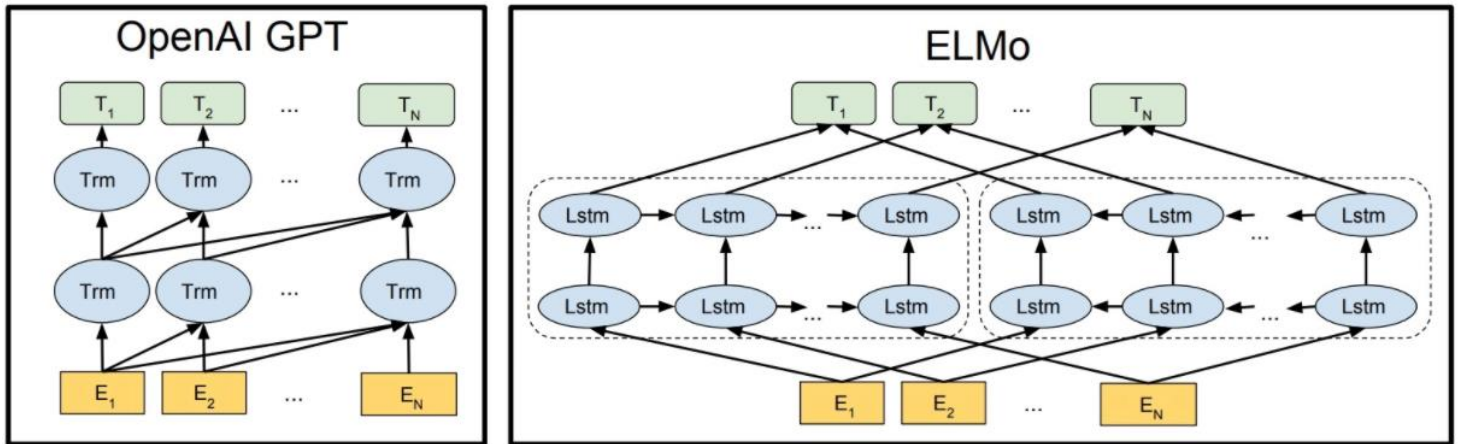 OpenAI GPT
T1 T2 ... TN
Trm Trm ... Trm
Trm Trm ... Trm
E1 E2 ... EN
ELMo
T1 T2 ... TN
Lstm Lstm ... Lstm Lstm Lstm ... Lstm
Lstm Lstm ... Lstm Lstm Lstm ... Lstm
E1 E2 ... EN